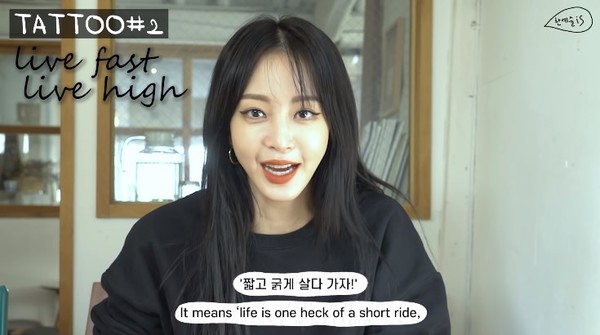 TATTOO#2
live fast
live high
한예슬is
'짧고 굵게 살다 가자!'
It means ‘life is one heck of a short ride,